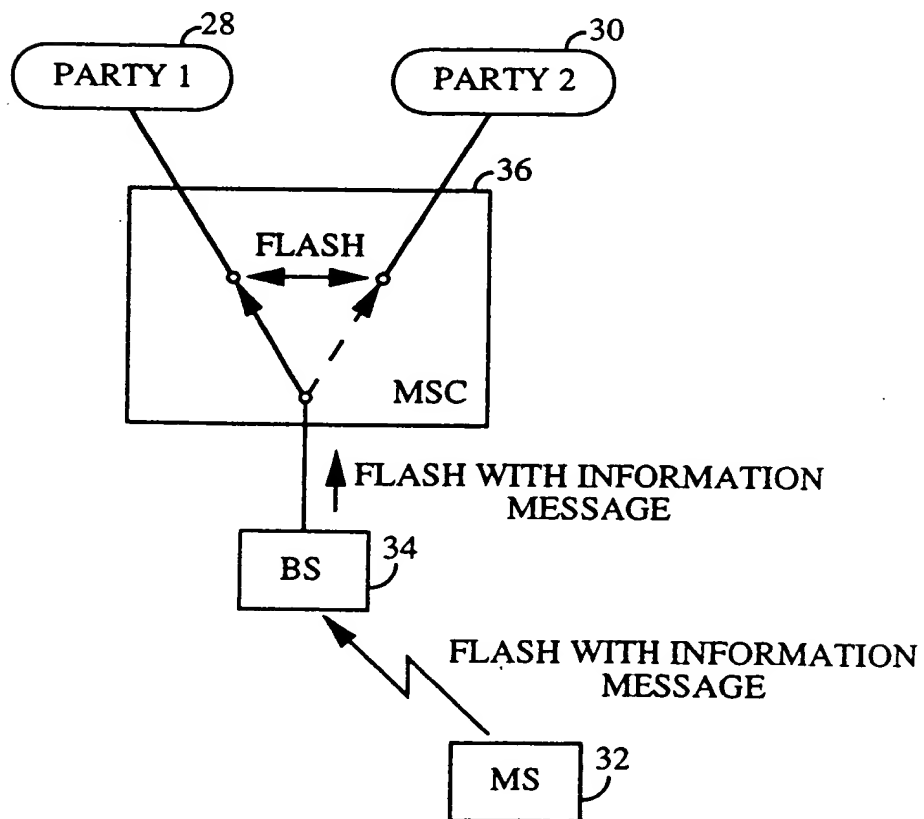 28
PARTY 1
30
PARTY 2
36
FLASH
MSC
FLASH WITH INFORMATION
MESSAGE
34
BS
FLASH WITH INFORMATION
MESSAGE
32
MS